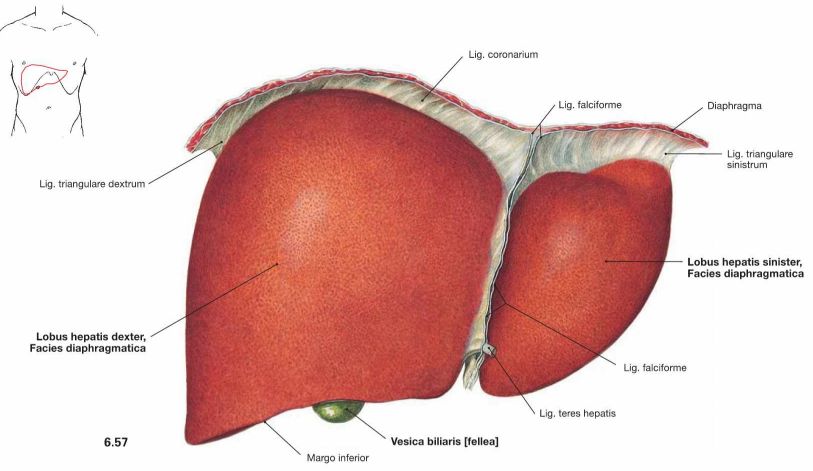 Lig. coronarium
Lig. falciforme
Diaphragma
Lig. triangulare
sinistrum
Lig. triangulare dextrum
Lobus hepatis sinister,
Facies diaphragmatica
Lobus hepatis dexter,
Facies diaphragmatica
Lig. falciforme
Lig. teres hepatis
6.57
Vesica biliaris [fellea]
Margo inferior